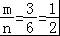 m/n = 3/6 = 1/2